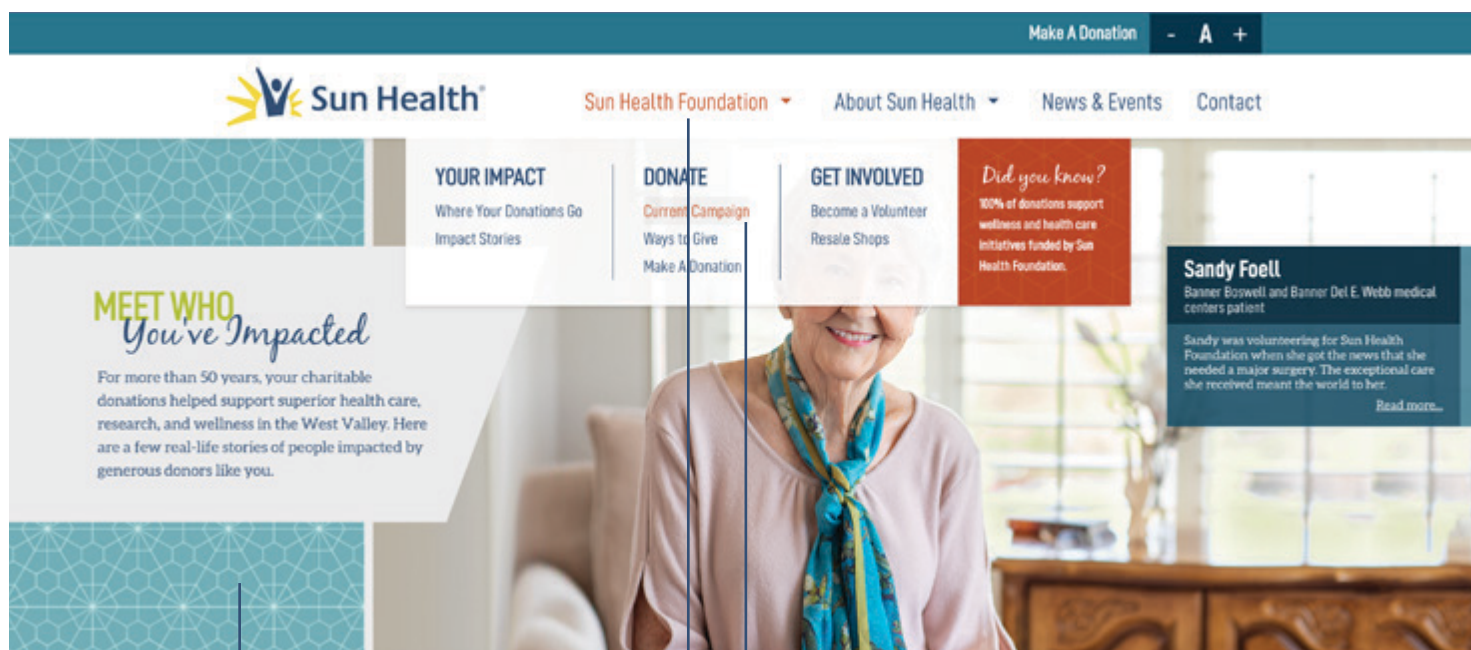 Make A Donation - A +
Sun Health®
Sun Health Foundation
About Sun Health
News & Events
Contact
YOUR IMPACT
Where Your Donations Go
Impact Stories
DONATE
Current Campaign
Ways to Give
Make A Donation
GET INVOLVED
Become a Volunteer
Resale Shops
Did you know?
100% of donations support
wellness and health care
initiatives funded by Sun
Health Foundation.
MEET WHO
You've Impacted
For more than 50 years, your charitable
donations helped support superior health care,
research, and wellness in the West Valley. Here
are a few real-life stories of people impacted by
generous donors like you.
Sandy Foell
Banner Boswell and Banner Del E. Webb medical
centers patient
Sandy was volunteering for Sun Health
Foundation when she got the news that she
needed a major surgery. The exceptional care
she received meant the world to her.
Read more...